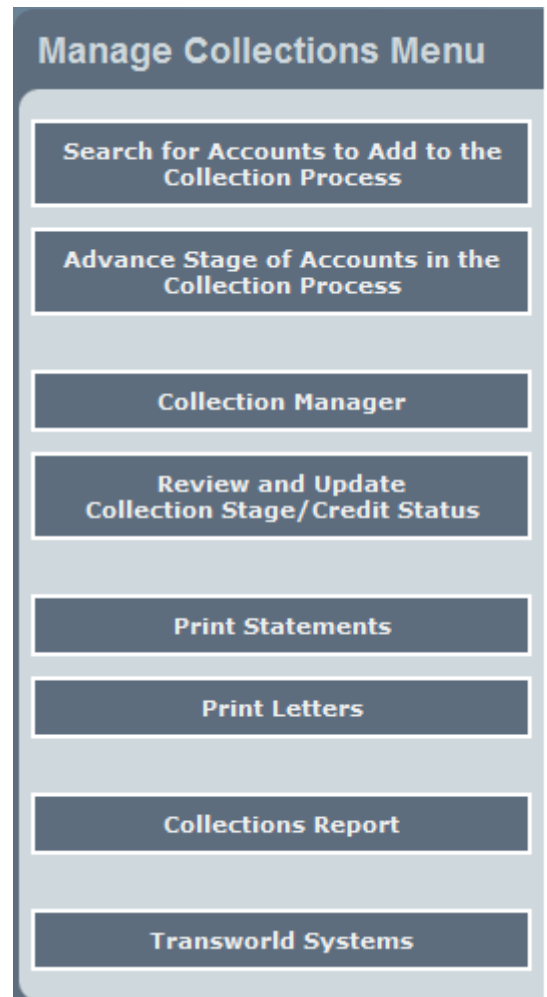 Manage Collections Menu
Search for Accounts to Add to the
Collection Process
Advance Stage of Accounts in the
Collection Process
Collection Manager
Review and Update
Collection Stage/Credit Status
Print Statements
Print Letters
Collections Report
Transworld Systems